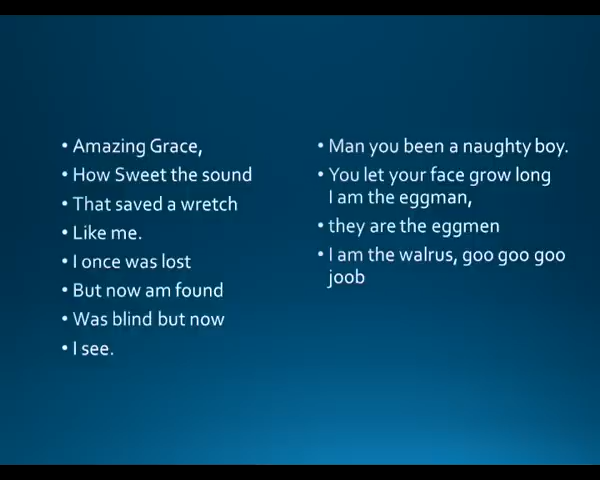 • Amazing Grace,
• How Sweet the sound
• That saved a wretch
• Like me.
• I once was lost
• But now am found
• Was blind but now
• I see.
• Man you been a naughty boy.
• You let your face grow long
I am the eggman,
• they are the eggmen
• I am the walrus, goo goo goo
joob